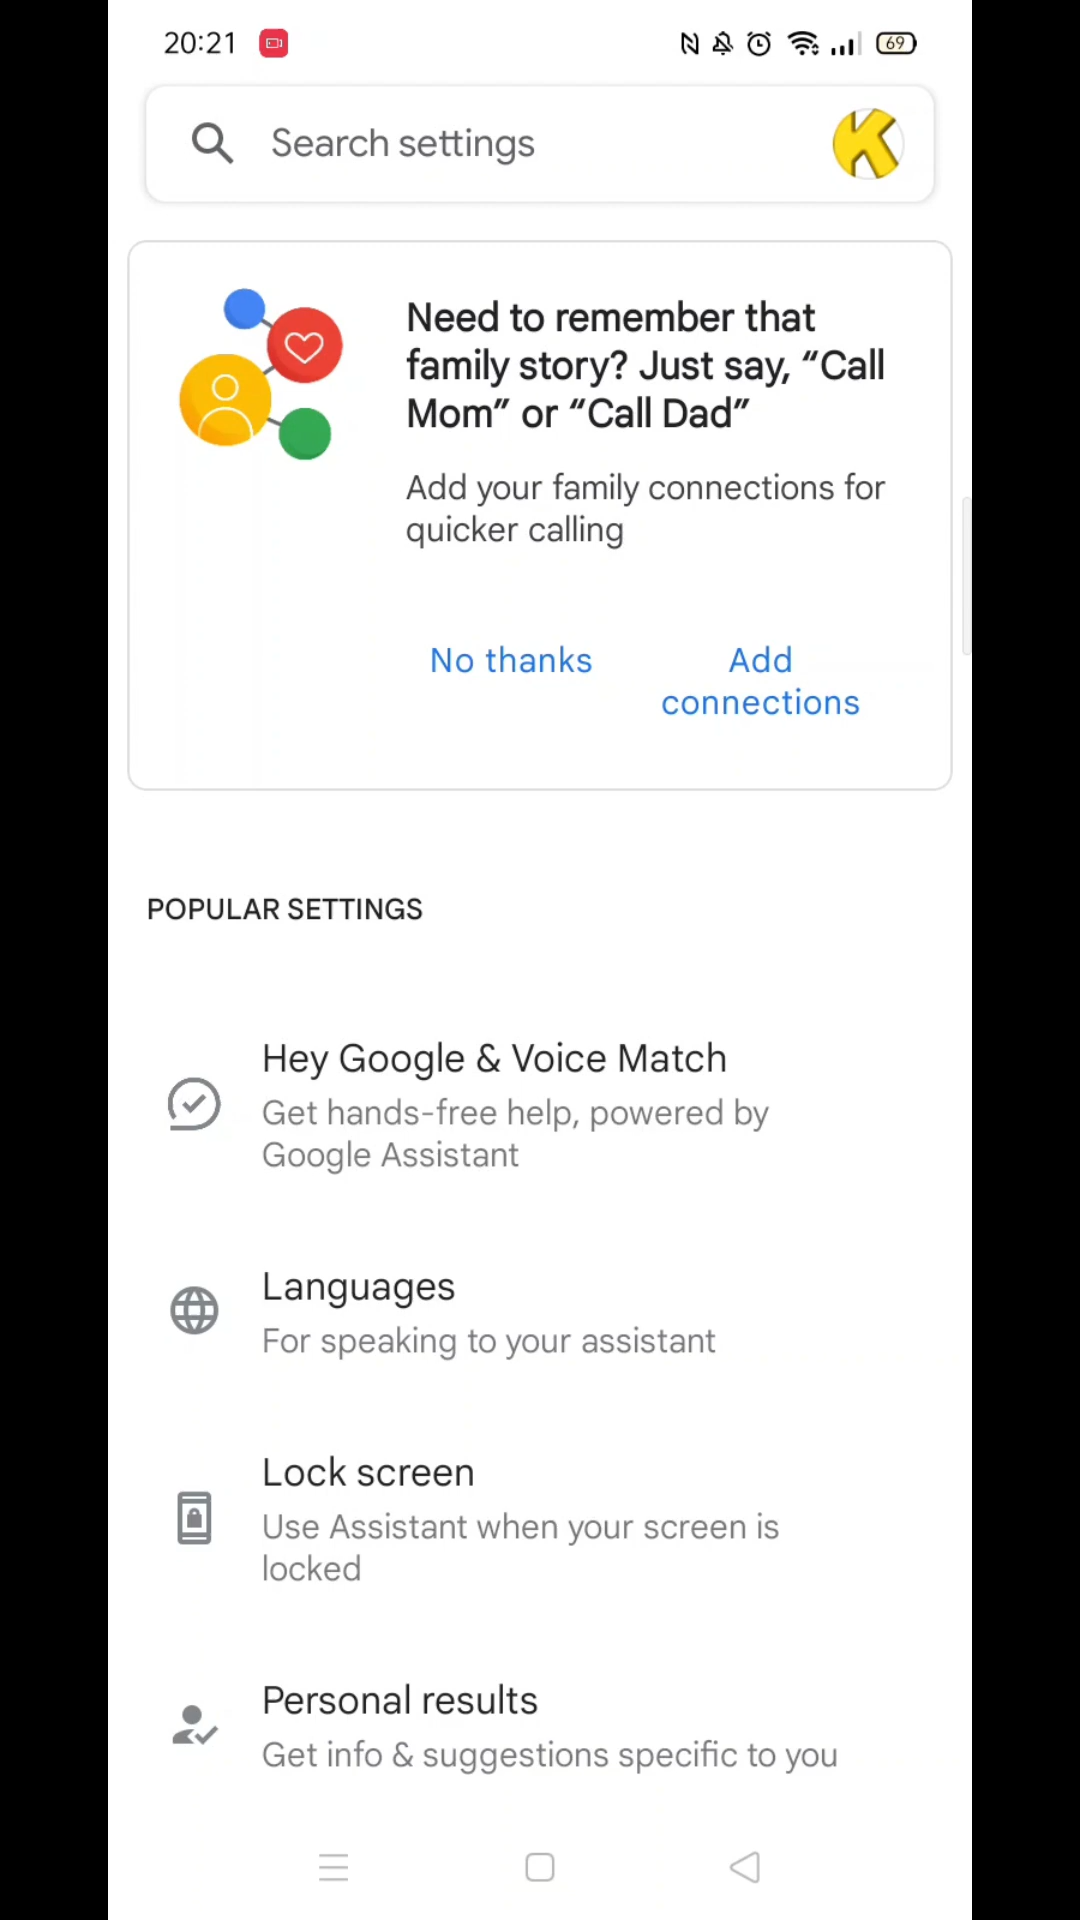 20:21
69
Search settings
K
Need to remember that
family story? Just say, “Call
Mom” or “Call Dad”
Add your family connections for
quicker calling
No thanks
Add
connections
POPULAR SETTINGS
Hey Google & Voice Match
Get hands-free help, powered by
Google Assistant
Languages
For speaking to your assistant
Lock screen
Use Assistant when your screen is
locked
Personal results
Get info & suggestions specific to you